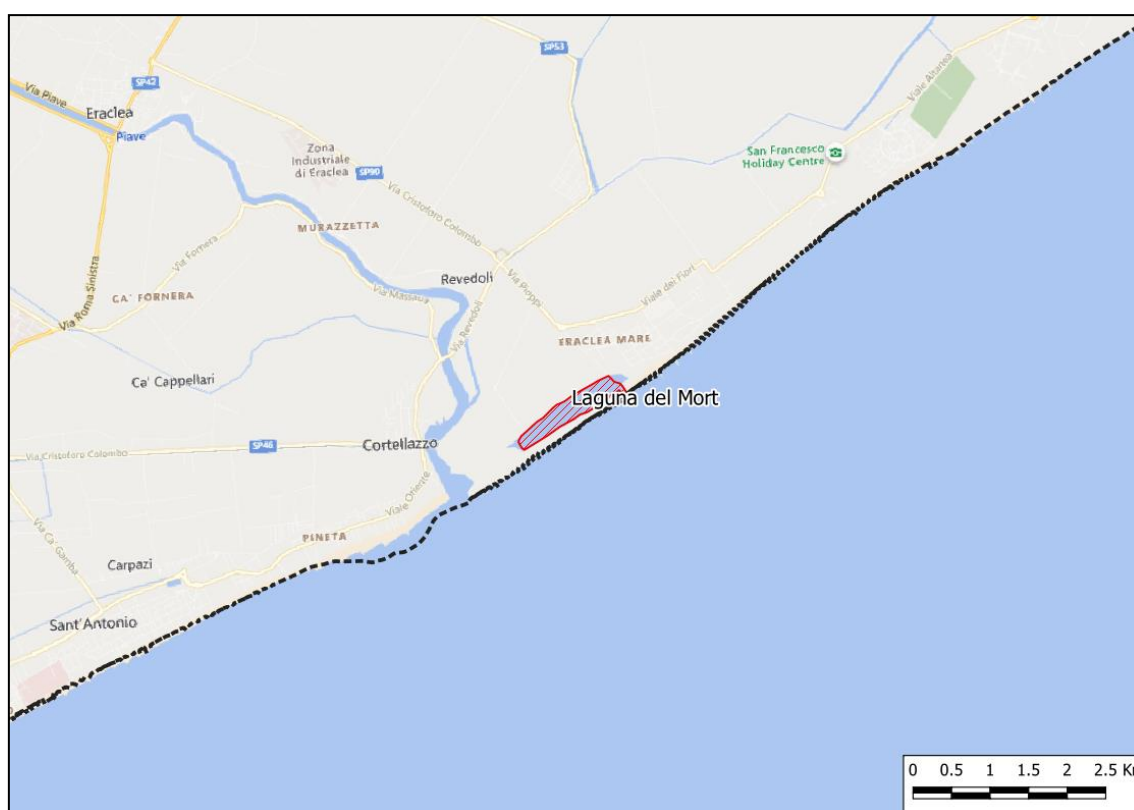 SP53
Viale Altanea
Via Piave
SP42
Eraclea
Piave
Zona
Industriale
di Eraclea
San Francesco
Holiday Centre
SP90
Via Cristoforo Colombo
MURAZZETTA
Via Fornera
Via Roma Sinistra
Revedoli
Via Pioppi
Viale dei Fiori
CA' FORNERA
Via Massaua
Via Revedoli
ERACLEA MARE
Ca' Cappellari
Laguna del Mort
Via Cristoforo Colombo
SP46
Cortellazzo
Viale Oriente
Via Ca' Gamba
PINETA
Carpazi
Sant'Antonio
0 0.5 1 1.5 2 2.5 Km